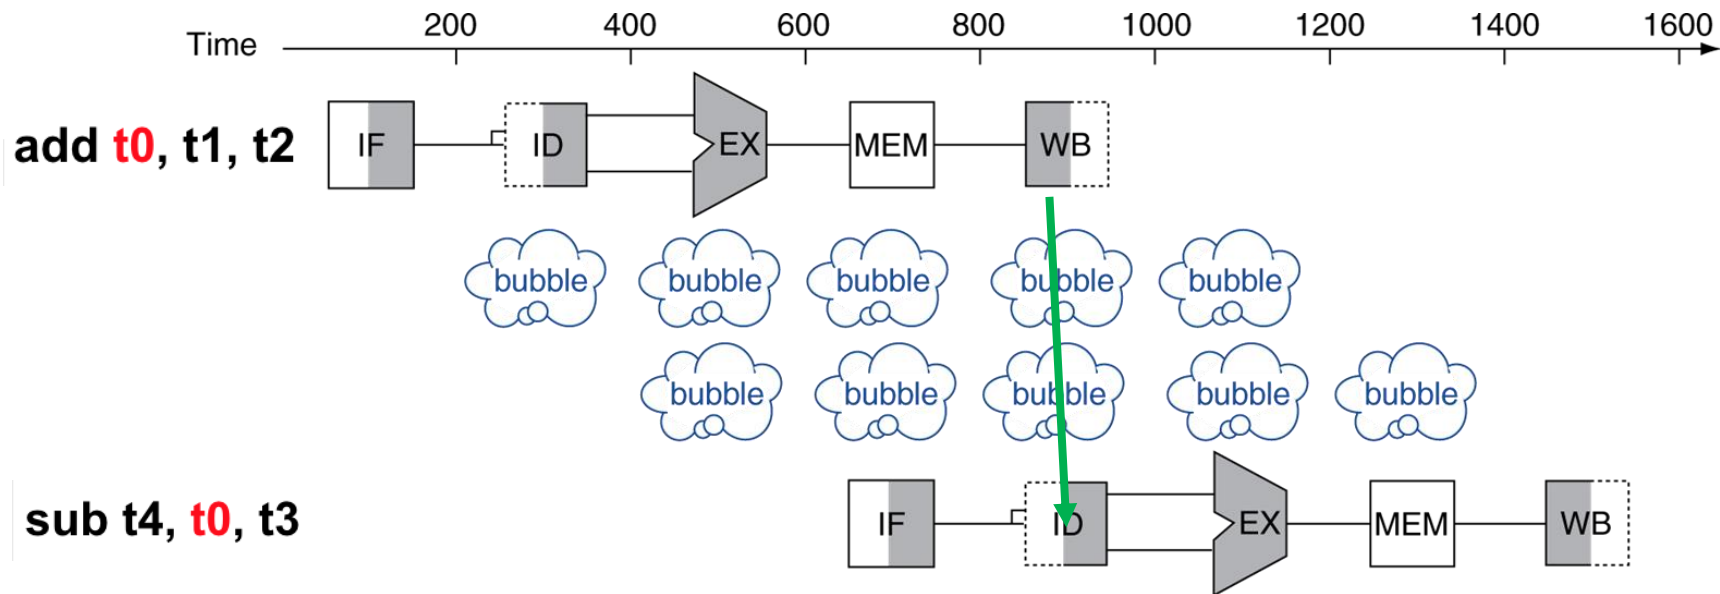 Time 200 400 600 800 1000 1200 1400 1600
add t0, t1, t2 IF ID EX MEM WB
bubble bubble bubble bubble bubble
bubble bubble bubble bubble bubble
sub t4, t0, t3 IF ID EX MEM WB